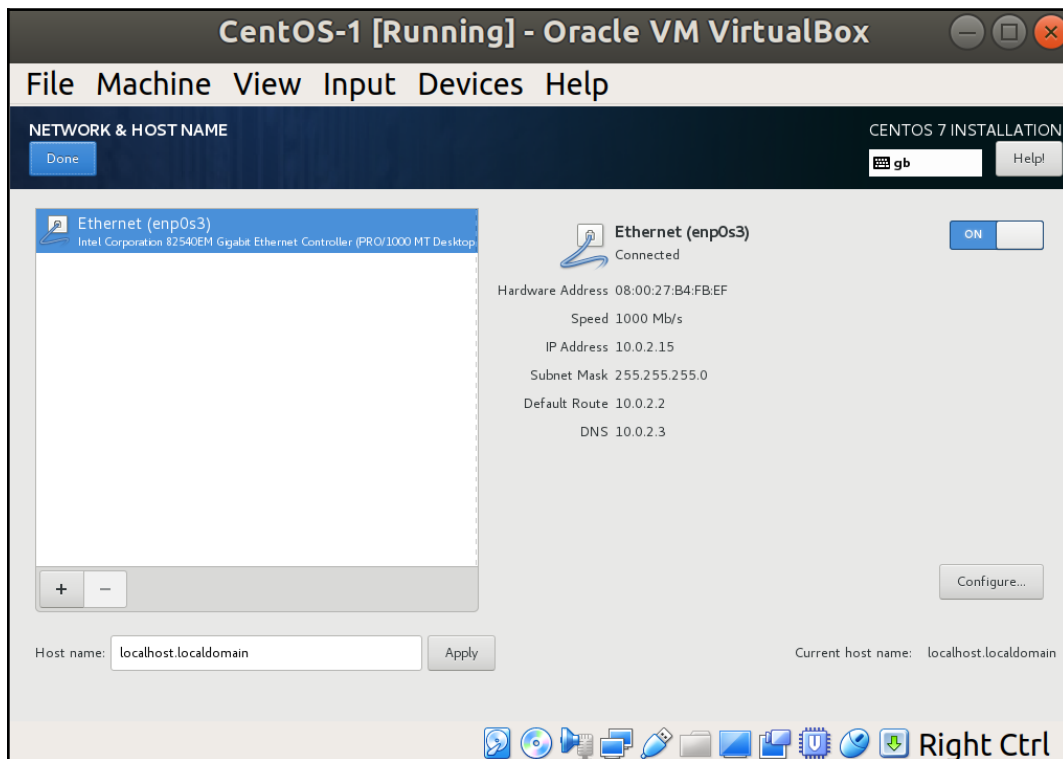 CentOS-1 [Running] - Oracle VM VirtualBox
File Machine View Input Devices Help
NETWORK & HOST NAME
CENTOS 7 INSTALLATION
Done
gb
Help!
Ethernet (enp0s3)
Intel Corporation 82540EM Gigabit Ethernet Controller (PRO/1000 MT Desktop
Ethernet (enp0s3)
Connected
ON
Hardware Address 08:00:27:B4:FB:EF
Speed 1000 Mb/s
IP Address 10.0.2.15
Subnet Mask 255.255.255.0
Default Route 10.0.2.2
DNS 10.0.2.3
+ −
Configure...
Host name: localhost.localdomain Apply
Current host name: localhost.localdomain
Right Ctrl